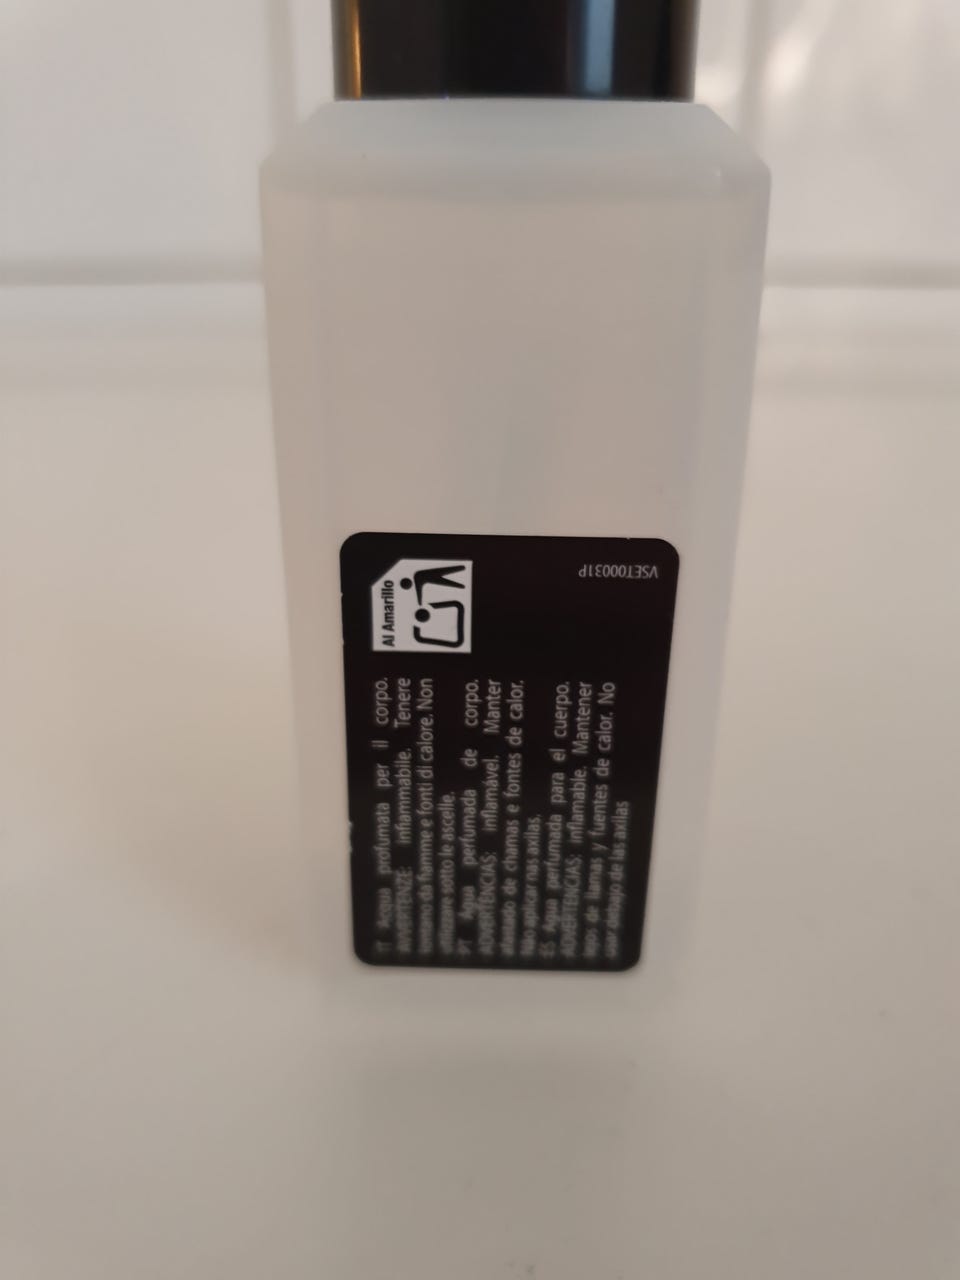 Al Amarillo
IT Acqua profumata per il corpo.
AVVERTENZE: infiammabile. Tenere
lontano da fiamme e fonti di calore. Non
utilizzare sotto le ascelle.
PT Água perfumada de corpo.
ADVERTÊNCIAS: inflamável. Manter
afastado de chamas e fontes de calor.
Não aplicar nas axilas.
ES Agua perfumada para el cuerpo.
ADVERTENCIAS: inflamable. Mantener
lejos de llamas y fuentes de calor. No
usar debajo de las axilas
VSET00031P